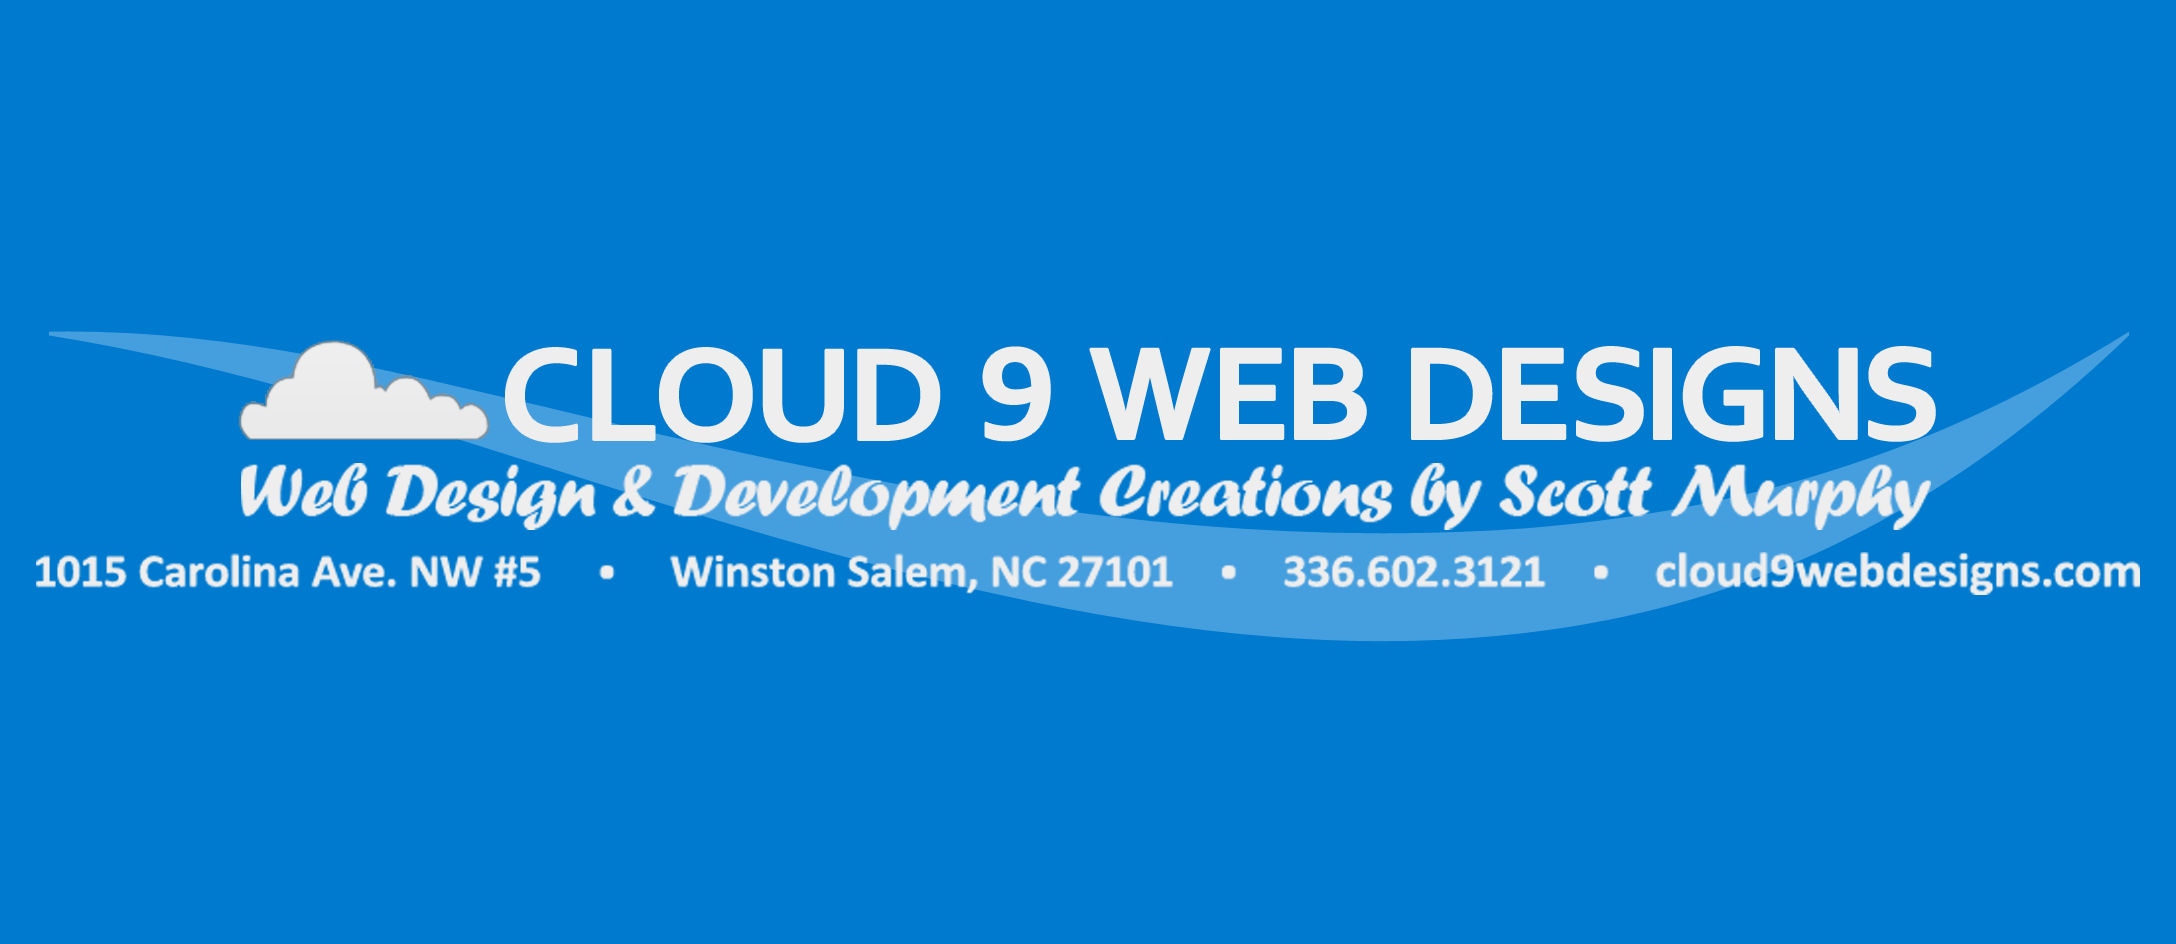 CLOUD 9 WEB DESIGNS
Web Design & Development Creations by Scott Murphy
1015 Carolina Ave. NW #5 • Winston Salem, NC 27101 • 336.602.3121 • cloud9webdesigns.com